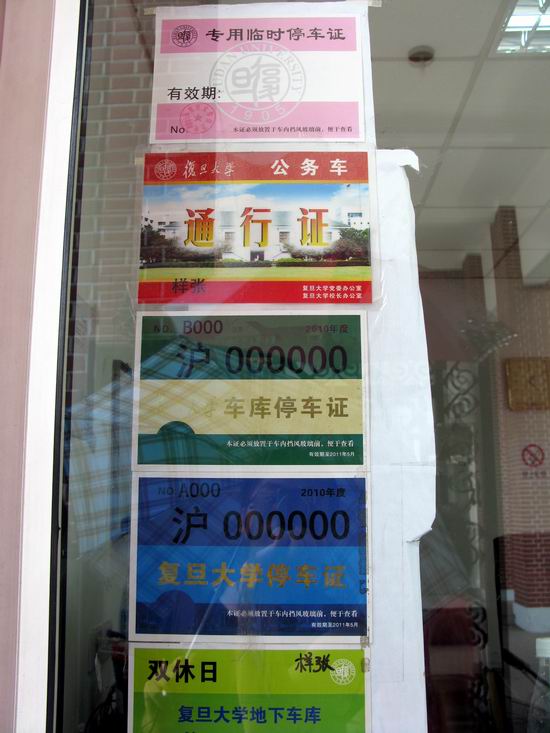 专用临时停车证
FUDAN UNIVERSITY
1905
有效期:
No.
本证必须放置于车内挡风玻璃前，便于查看
復旦大学 公务车
通行证
样张
复旦大学党委办公室
复旦大学校长办公室
NO. B000 2010年度
沪 000000
车库停车证
本证必须放置于车内挡风玻璃前，便于查看
有效期至2011年5月
NO. A000 2010年度
沪 000000
复旦大学停车证
本证必须放置于车内挡风玻璃前，便于查看
有效期至2011年5月
双休日 样张
复旦大学地下车库